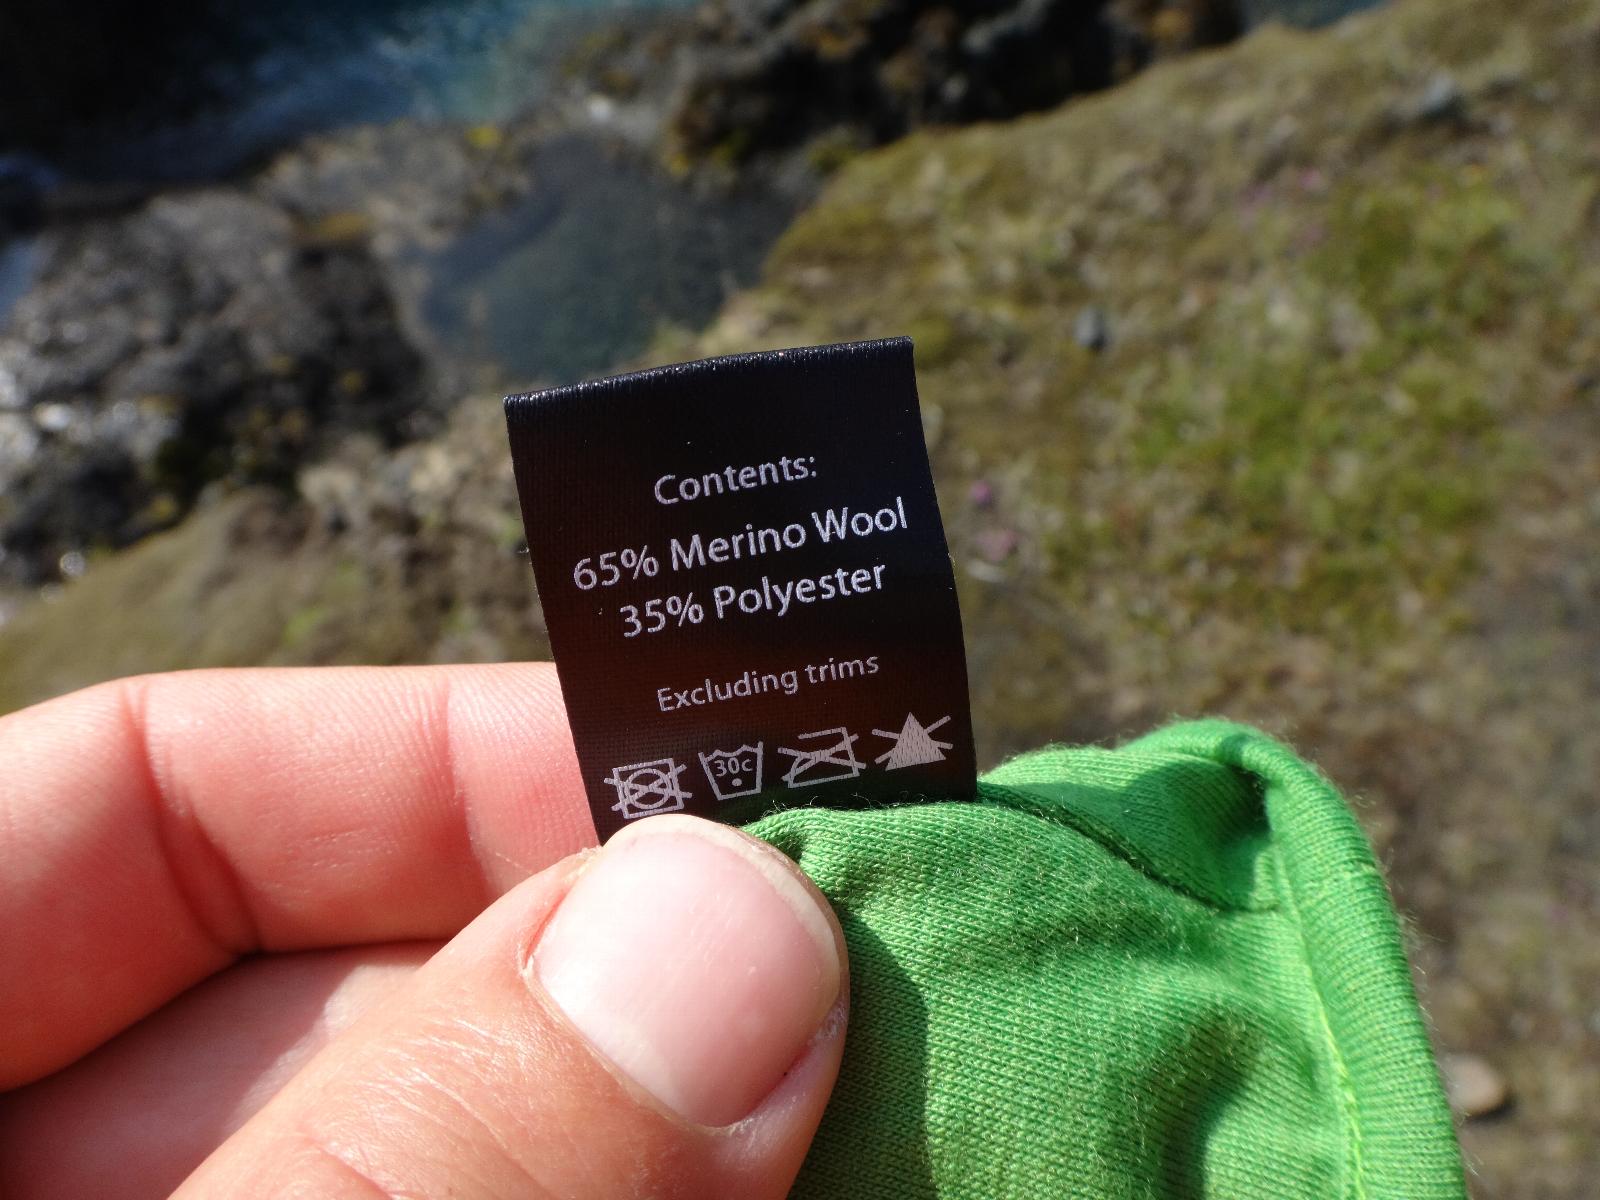 Contents:
65% Merino Wool
35% Polyester
Excluding trims
30c